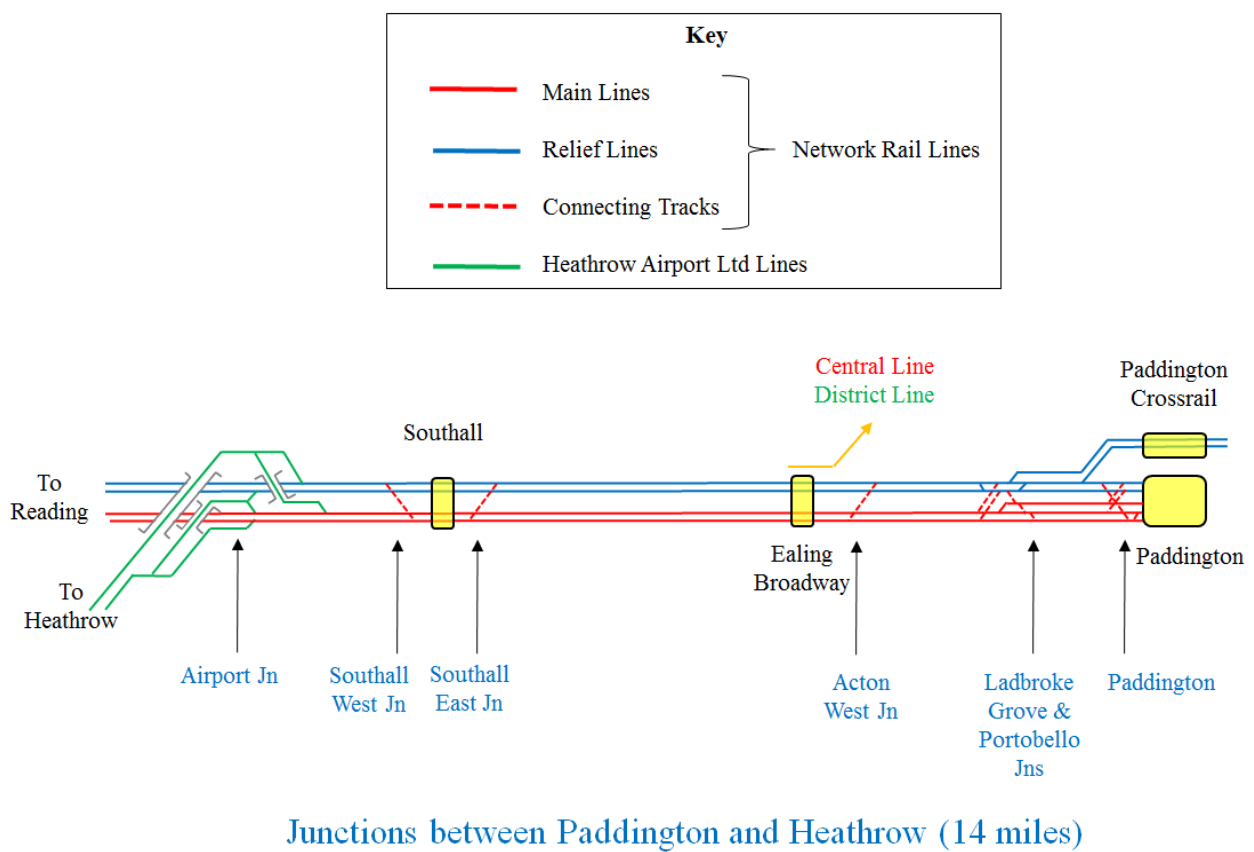 Key
Main Lines
Relief Lines
Network Rail Lines
Connecting Tracks
Heathrow Airport Ltd Lines
Central Line
District Line
Paddington
Crossrail
Southall
To
Reading
Ealing
Broadway
Paddington
To
Heathrow
Airport Jn
Southall
West Jn
Southall
East Jn
Acton
West Jn
Ladbroke
Grove &
Portobello
Jns
Paddington
Junctions between Paddington and Heathrow (14 miles)